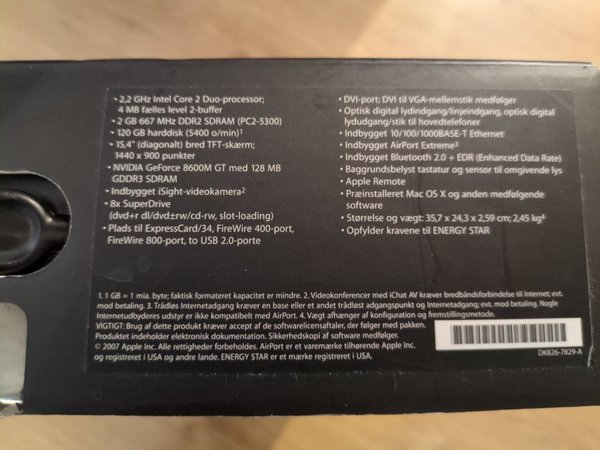 • 2,2 GHz Intel Core 2 Duo-processor;
4 MB fælles level 2-buffer
• 2 GB 667 MHz DDR2 SDRAM (PC2-5300)
• 120 GB harddisk (5400 o/min)¹
• 15,4" (diagonalt) bred TFT-skærm;
1440 x 900 punkter
• NVIDIA GeForce 8600M GT med 128 MB
GDDR3 SDRAM
• Indbygget iSight-videokamera²
• 8x SuperDrive
(dvd+r dl/dvd±rw/cd-rw, slot-loading)
• Plads til ExpressCard/34, FireWire 400-port,
FireWire 800-port, to USB 2.0-porte
• DVI-port; DVI til VGA-mellemstik medfølger
• Optisk digital lydindgang/linjeindgang, optisk digital
lydudgang/stik til hovedtelefoner
• Indbygget 10/100/1000BASE-T Ethernet
• Indbygget AirPort Extreme³
• Indbygget Bluetooth 2.0 + EDR (Enhanced Data Rate)
• Baggrundsbelyst tastatur og sensor til omgivende lys
• Apple Remote
• Præinstalleret Mac OS X og anden medfølgende
software
• Størrelse og vægt: 35,7 x 24,3 x 2,59 cm; 2,45 kg⁴
• Opfylder kravene til ENERGY STAR
1. 1 GB = 1 mia. byte; faktisk formateret kapacitet er mindre. 2. Videokonferencer med iChat AV kræver bredbåndsforbindelse til Internet; evt.
mod betaling. 3. Trådløs Internetadgang kræver en base eller et andet trådløst adgangspunkt og Internetadgang; evt. mod betaling. Nogle
Internetudbyderes udstyr er ikke kompatibelt med AirPort. 4. Vægt afhænger af konfiguration og fremstillingsmetode.
VIGTIGT: Brug af dette produkt kræver accept af de softwarelicensaftaler, der følger med pakken.
Produktet indeholder elektronisk dokumentation. Sikkerhedskopi af software medfølger.
© 2007 Apple Inc. Alle rettigheder forbeholdes. AirPort er et varemærke tilhørende Apple Inc.
og registreret i USA og andre lande. ENERGY STAR er et mærke registreret i USA.
DK826-7829-A